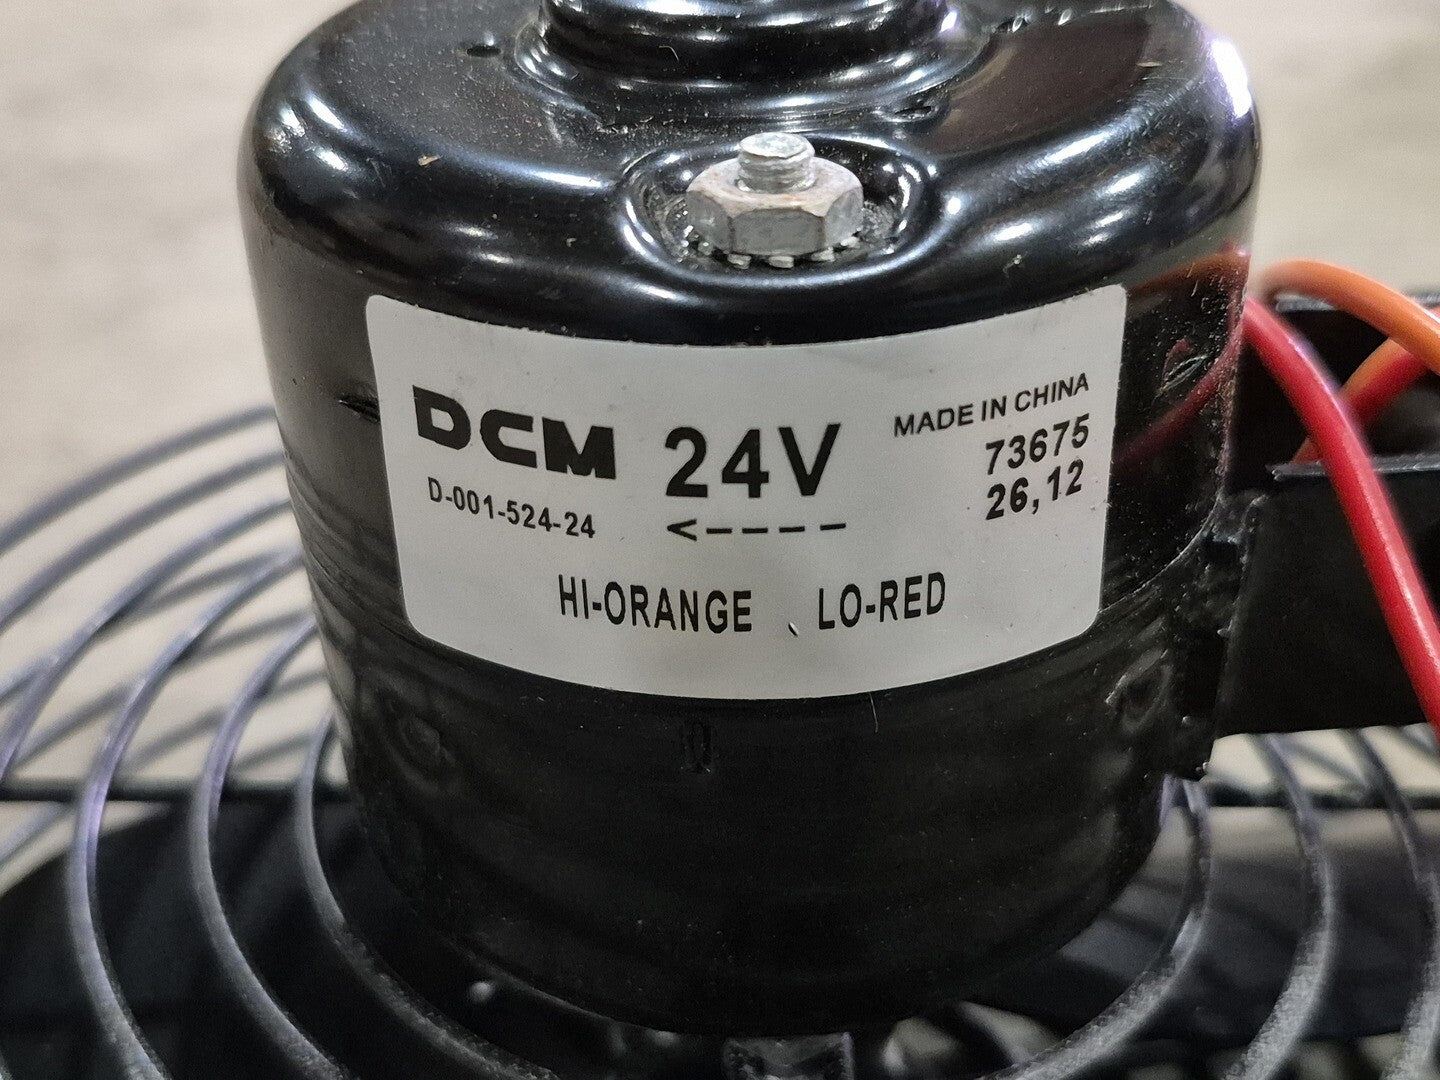 DCM 24V MADE IN CHINA
73675
D-001-524-24 <---- 26,12
HI-ORANGE 、 LO-RED